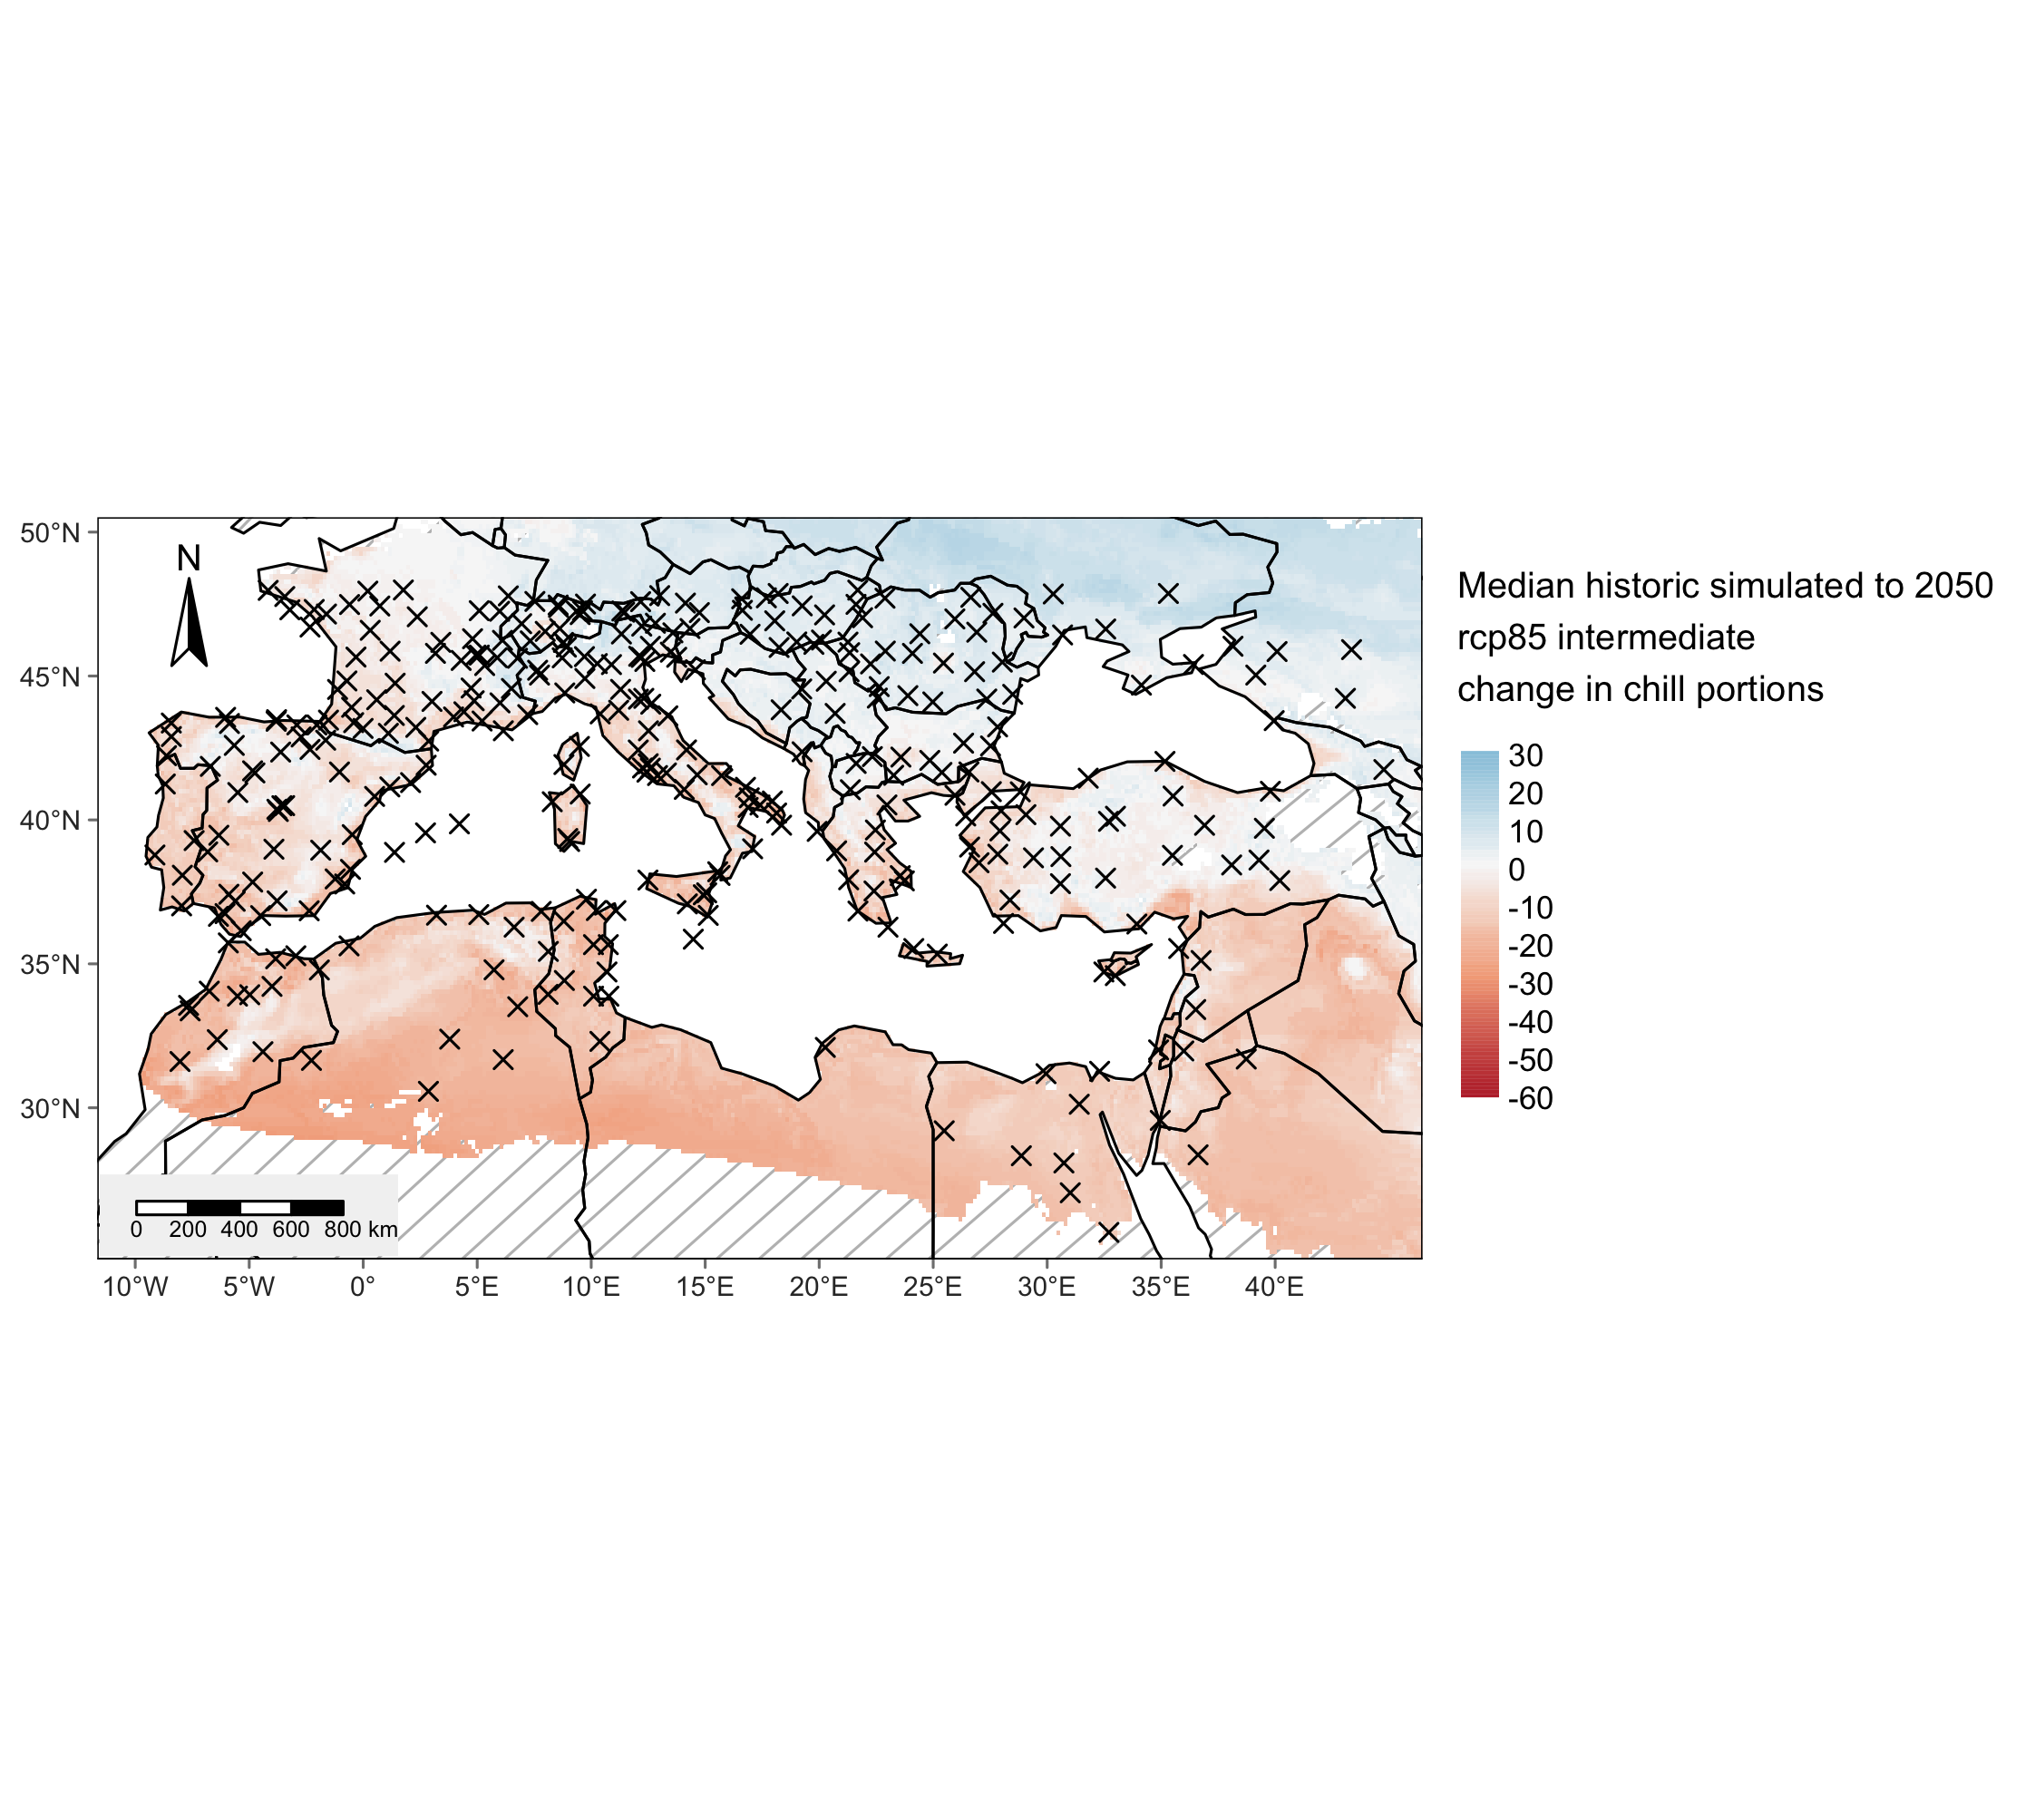 50°N
45°N
40°N
35°N
30°N
N
0 200 400 600 800 km
10°W 5°W 0° 5°E 10°E 15°E 20°E 25°E 30°E 35°E 40°E
Median historic simulated to 2050
rcp85 intermediate
change in chill portions
30
20
10
0
-10
-20
-30
-40
-50
-60